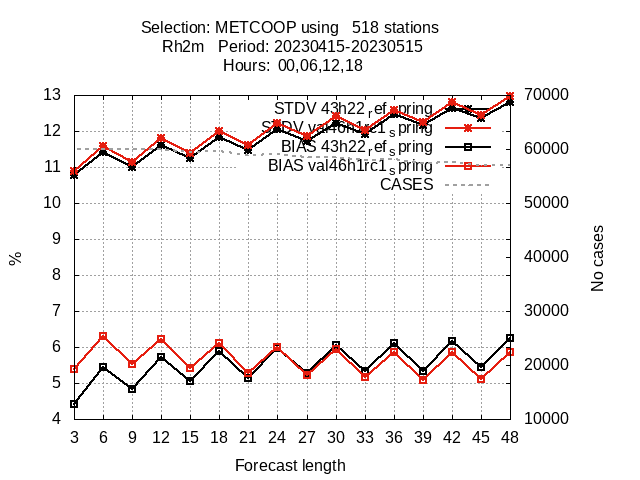 Selection: METCOOP using 518 stations
Rh2m Period: 20230415-20230515
Hours: 00,06,12,18
STDV 43h22_ref_spring
STDV val46h1rc1_spring
BIAS 43h22_ref_spring
BIAS val46h1rc1_spring
CASES
13
12
11
10
9
8
7
6
5
4
%
70000
60000
50000
40000
30000
20000
10000
No cases
3 6 9 12 15 18 21 24 27 30 33 36 39 42 45 48
Forecast length